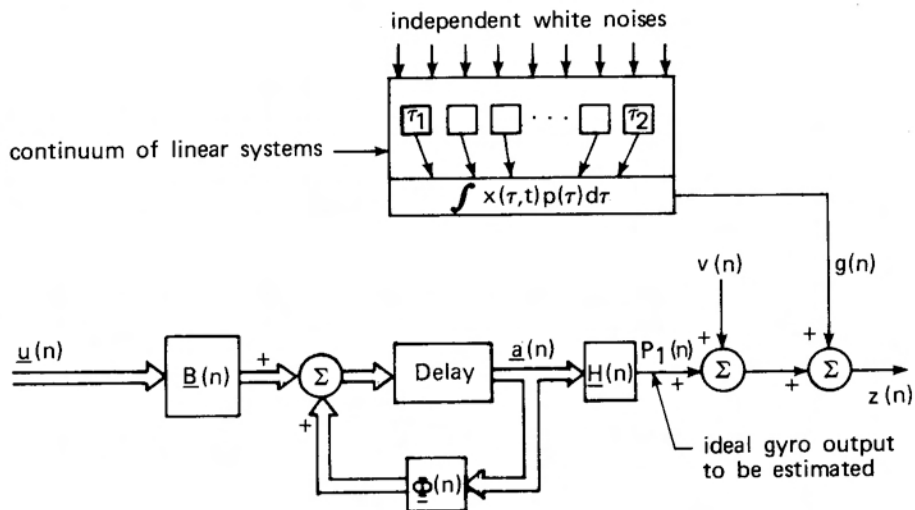 independent white noises
τ1 · · · τ2
continuum of linear systems
∫ x(τ,t)p(τ)dτ
v(n)
g(n)
u(n)
B(n)
+
Σ
Delay
a(n)
H(n)
P1(n)
+
+
Σ
+
+
Σ
z(n)
+
Φ(n)
ideal gyro output
to be estimated